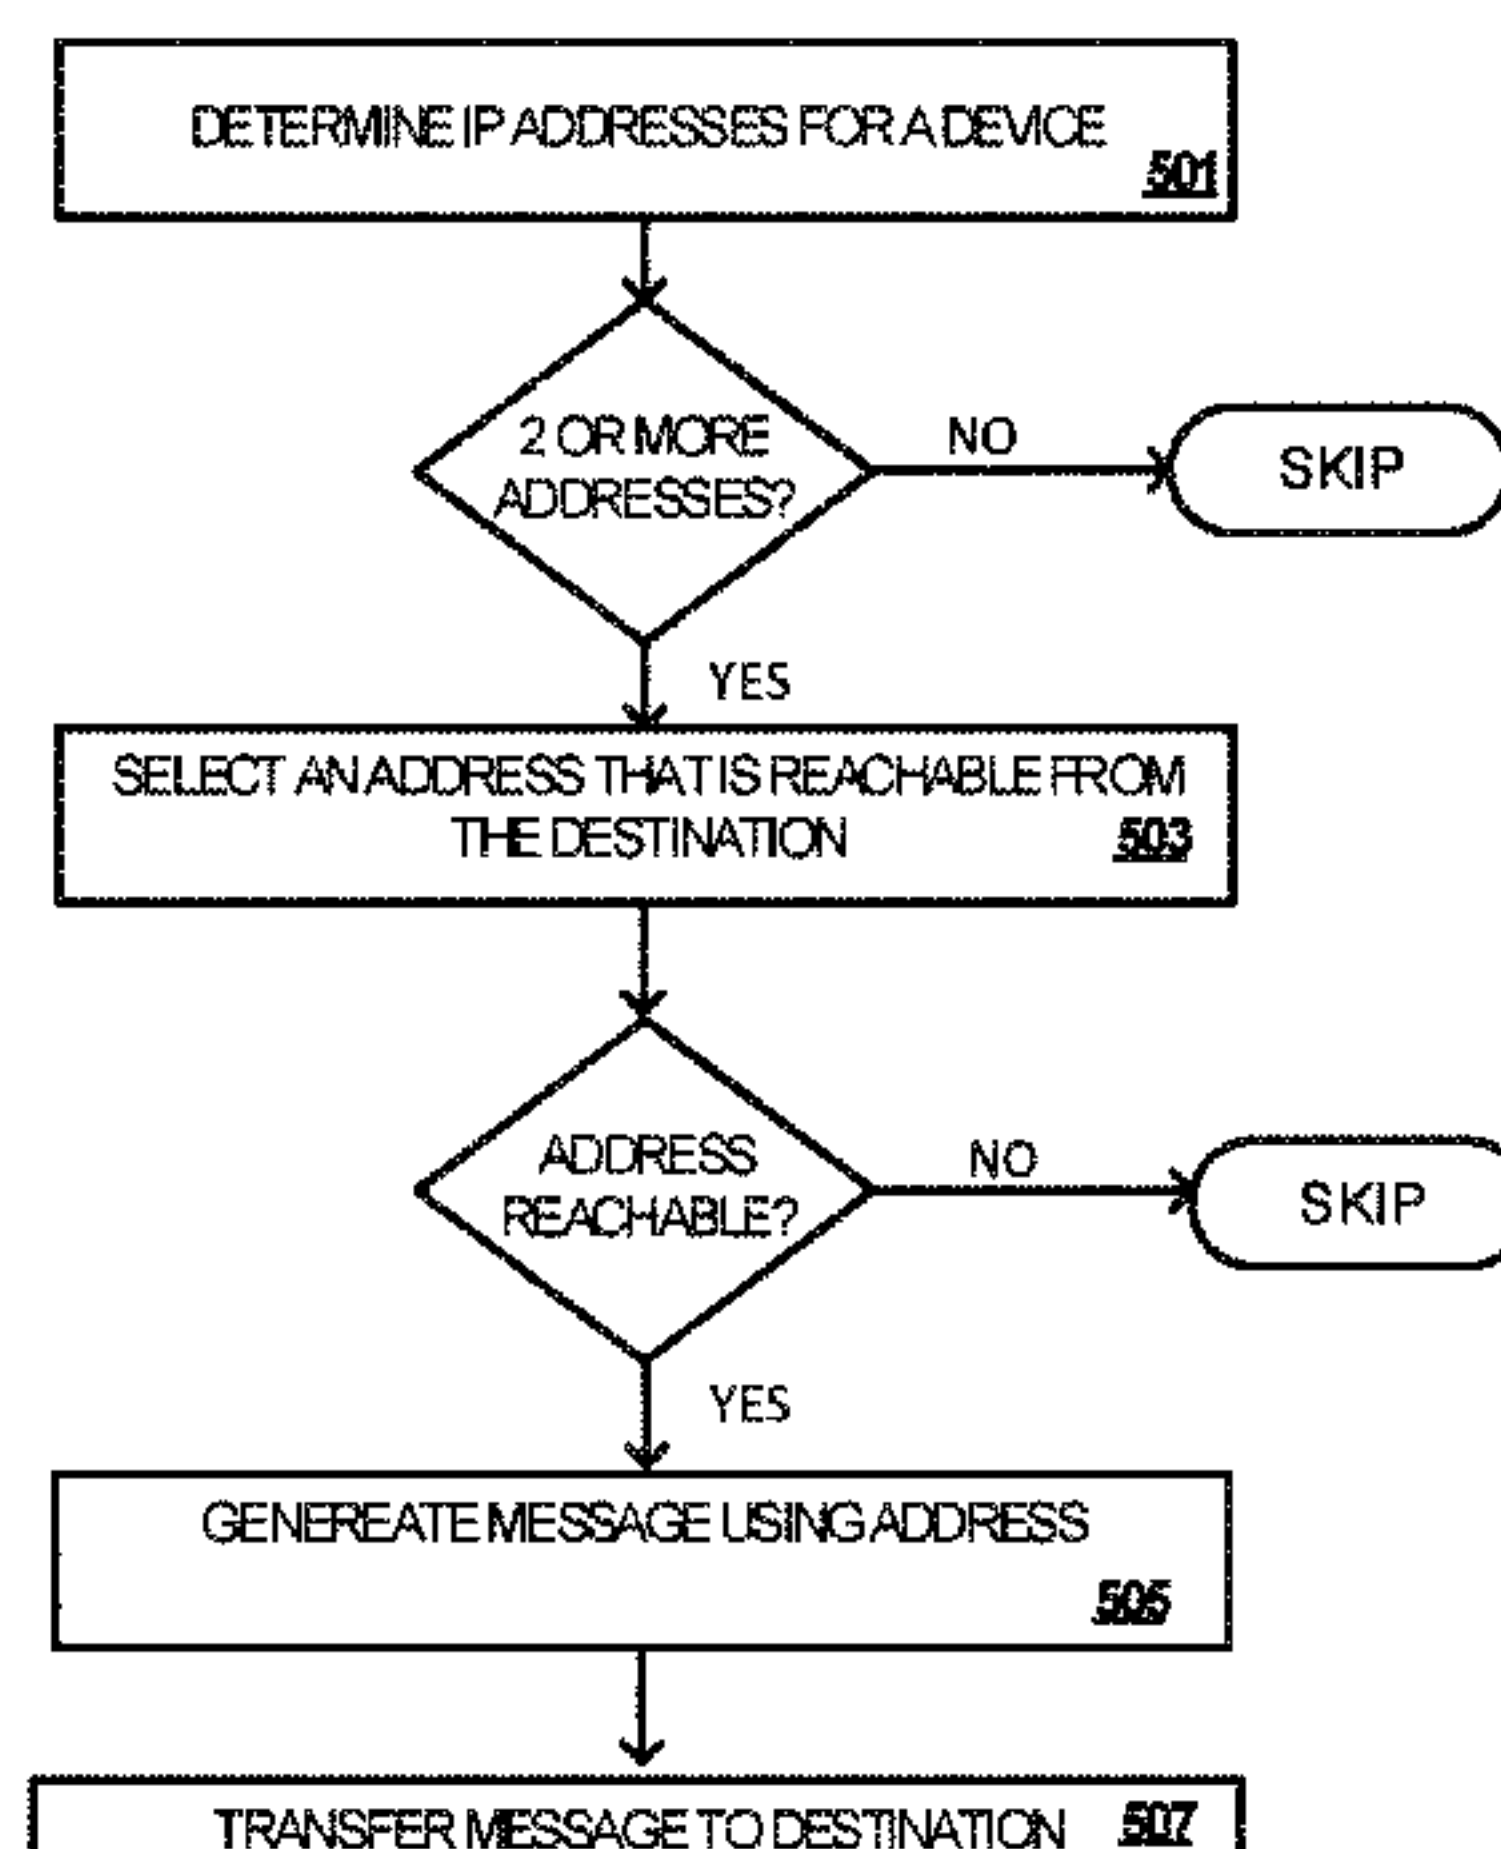 DETERMINE IP ADDRESSES FOR A DEVICE
501
2 OR MORE
ADDRESSES?
NO
SKIP
YES
SELECT AN ADDRESS THAT IS REACHABLE FROM
THE DESTINATION 503
ADDRESS
REACHABLE?
NO
SKIP
YES
GENEREATE MESSAGE USING ADDRESS
505
TRANSFER MESSAGE TO DESTINATION 507